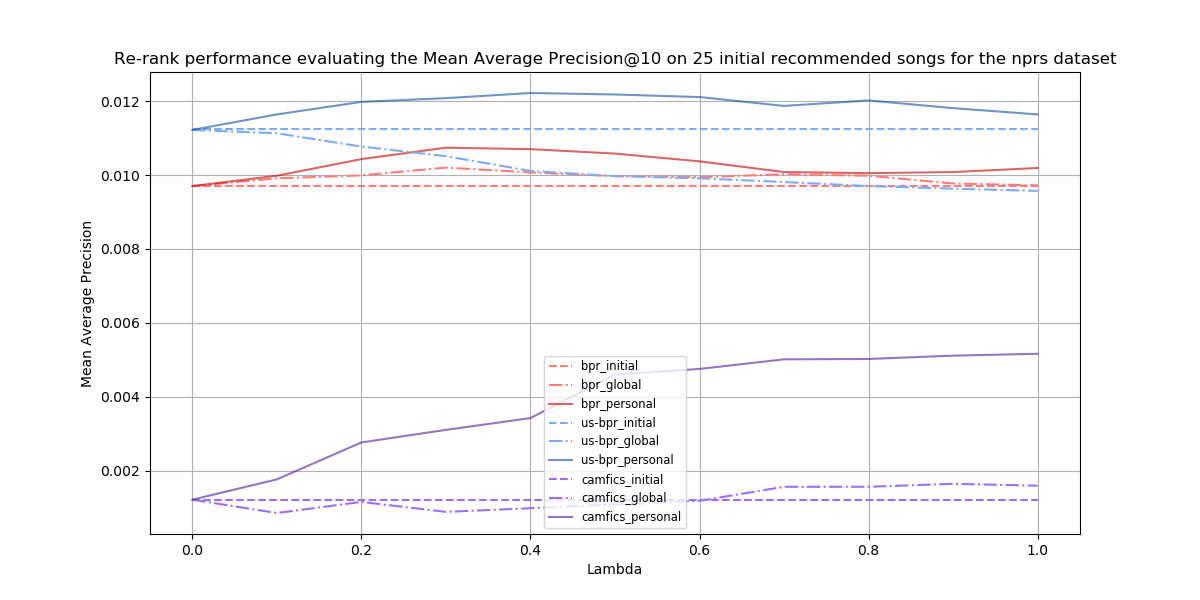 Re-rank performance evaluating the Mean Average Precision@10 on 25 initial recommended songs for the nprs dataset
Mean Average Precision
0.012
0.010
0.008
0.006
0.004
0.002
bpr_initial
bpr_global
bpr_personal
us-bpr_initial
us-bpr_global
us-bpr_personal
camfics_initial
camfics_global
camfics_personal
0.0 0.2 0.4 0.6 0.8 1.0
Lambda